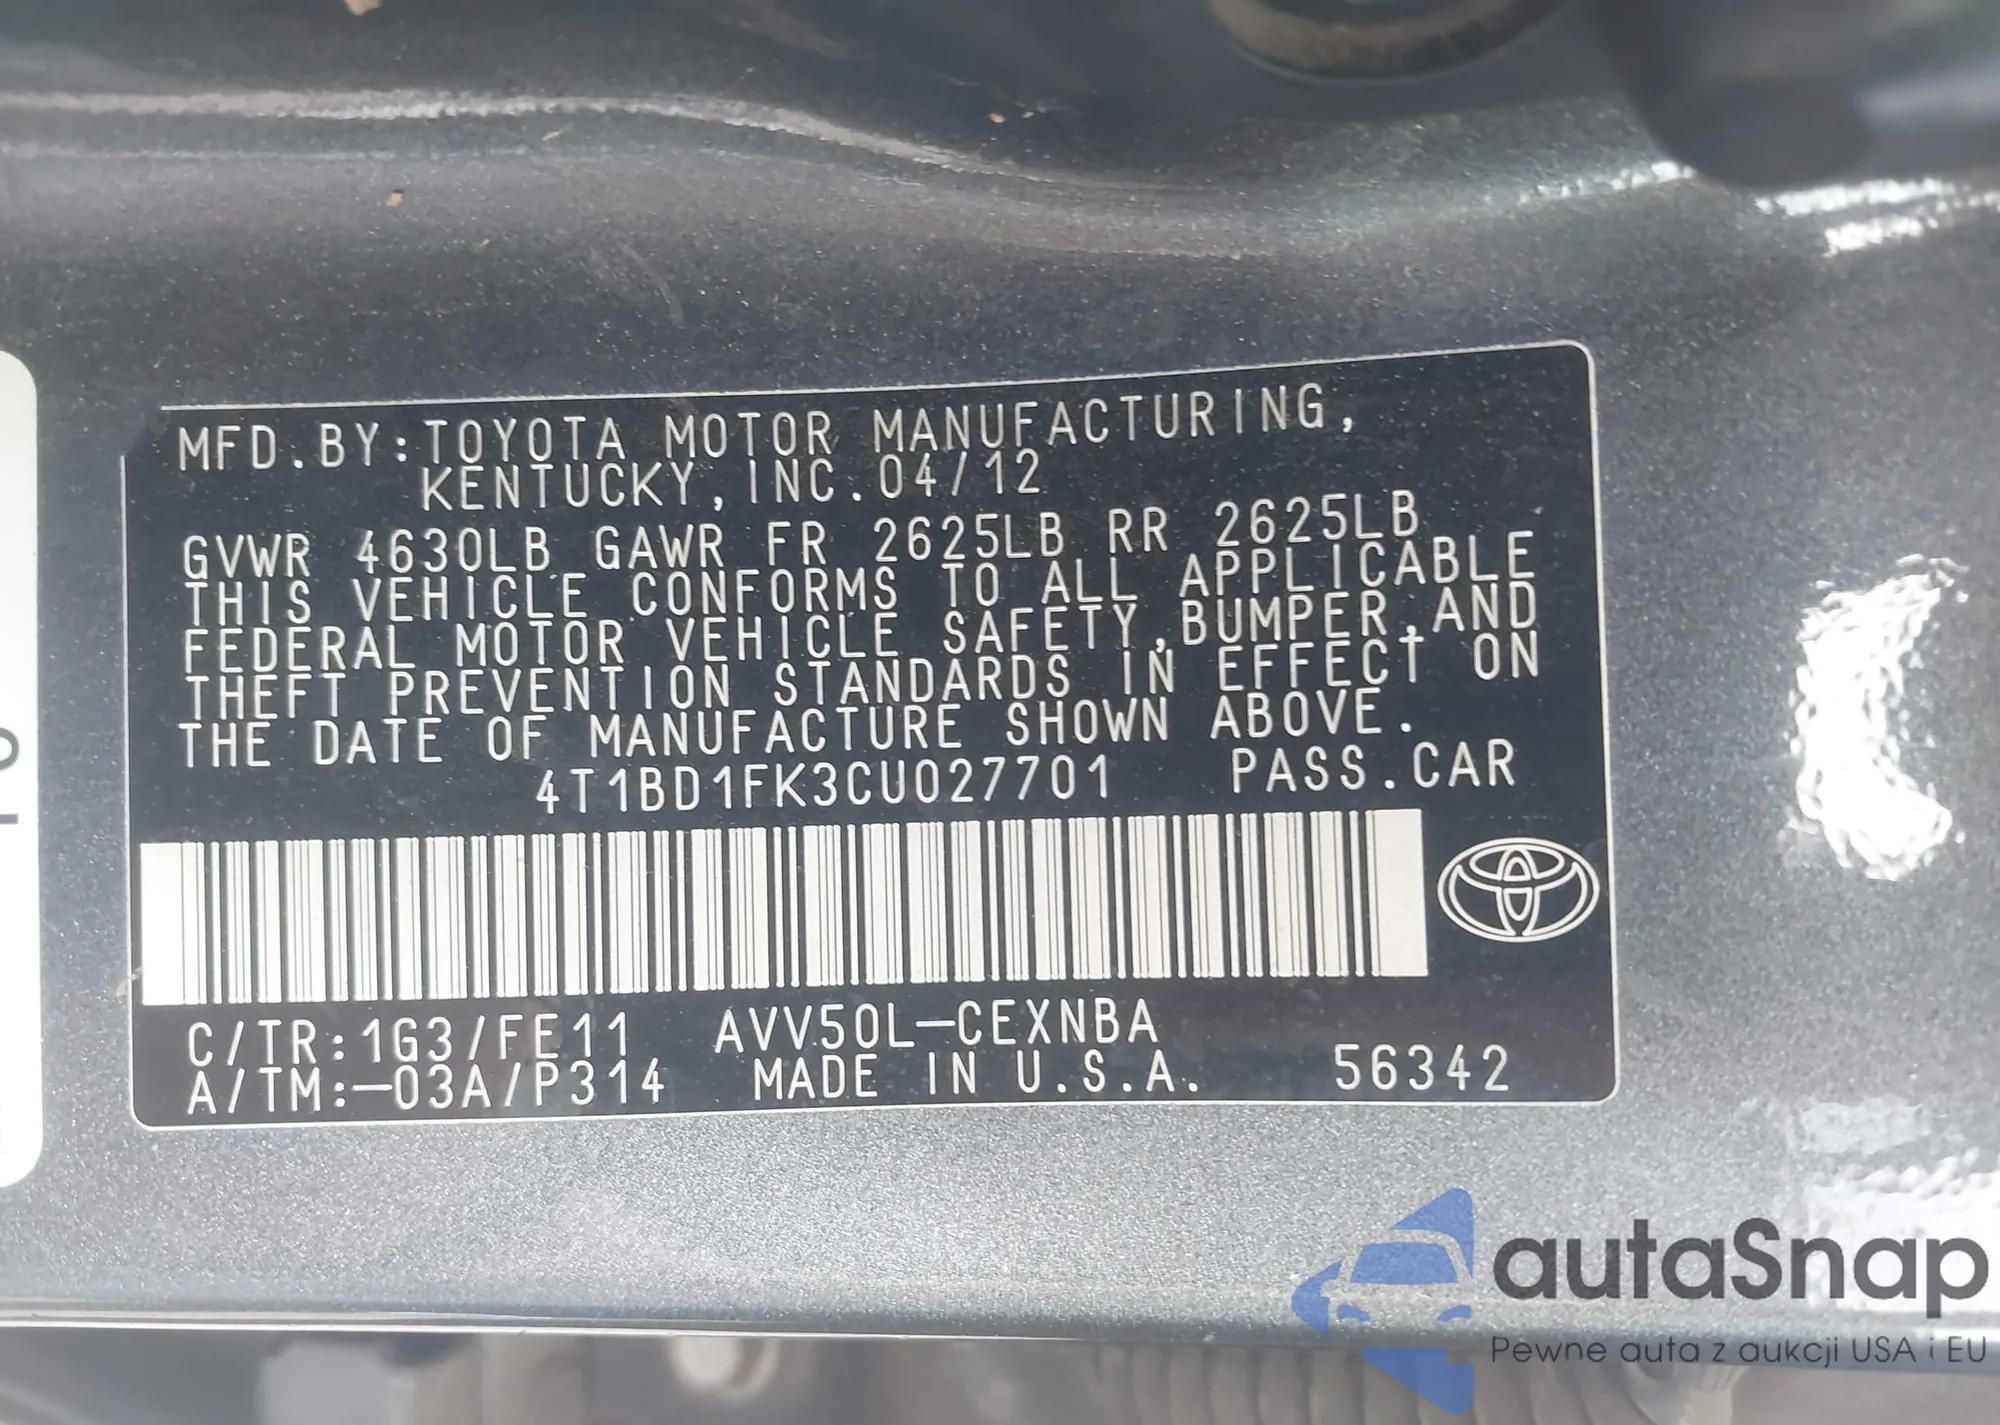 MFD.BY:TOYOTA MOTOR MANUFACTURING,
KENTUCKY,INC.04/12
GVWR 4630LB GAWR FR 2625LB RR 2625LB
THIS VEHICLE CONFORMS TO ALL APPLICABLE
FEDERAL MOTOR VEHICLE SAFETY,BUMPER,AND
THEFT PREVENTION STANDARDS IN EFFECT ON
THE DATE OF MANUFACTURE SHOWN ABOVE.
4T1BD1FK3CU027701 PASS.CAR
C/TR:1G3/FE11 AVV50L-CEXNBA
A/TM:-03A/P314 MADE IN U.S.A. 56342
autaSnap
Pewne auta z aukcji USA i EU